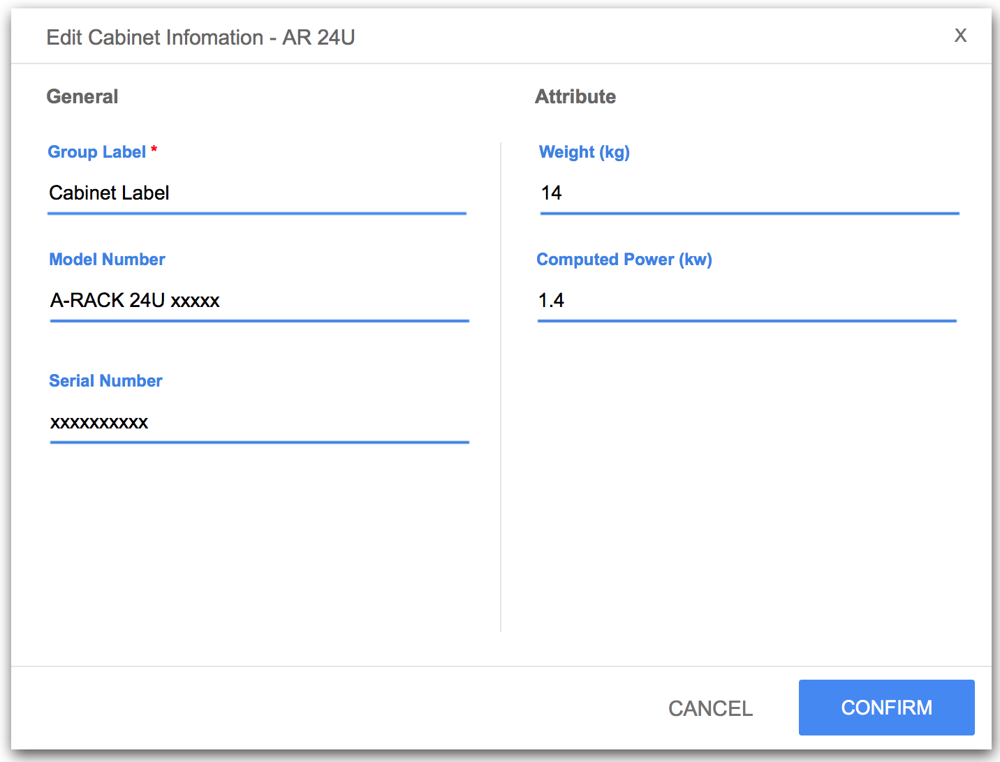 Edit Cabinet Infomation - AR 24U
X
General
Group Label *
Cabinet Label
Model Number
A-RACK 24U xxxxx
Serial Number
xxxxxxxxxx
Attribute
Weight (kg)
14
Computed Power (kw)
1.4
CANCEL
CONFIRM